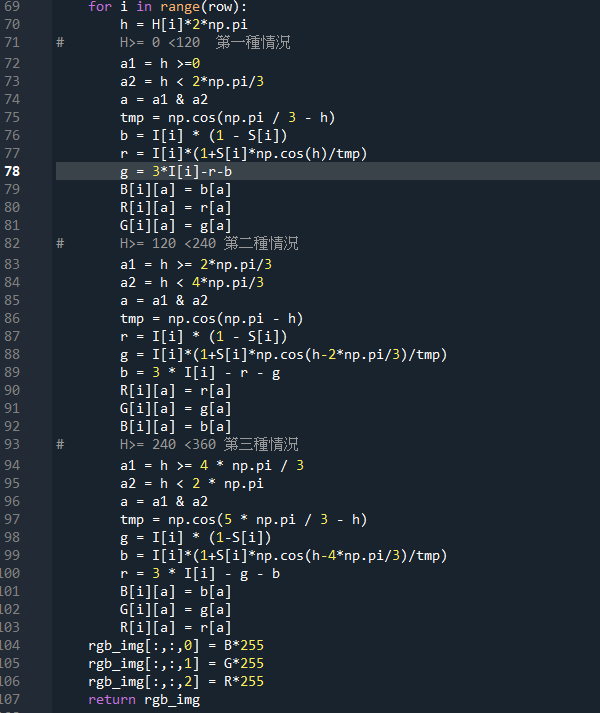 69 for i in range(row):
70 h = H[i]*2*np.pi
71 # H>= 0 <120 第一種情況
72 a1 = h >=0
73 a2 = h < 2*np.pi/3
74 a = a1 & a2
75 tmp = np.cos(np.pi / 3 - h)
76 b = I[i] * (1 - S[i])
77 r = I[i]*(1+S[i]*np.cos(h)/tmp)
78 g = 3*I[i]-r-b
79 B[i][a] = b[a]
80 R[i][a] = r[a]
81 G[i][a] = g[a]
82 # H>= 120 <240 第二種情況
83 a1 = h >= 2*np.pi/3
84 a2 = h < 4*np.pi/3
85 a = a1 & a2
86 tmp = np.cos(np.pi - h)
87 r = I[i] * (1 - S[i])
88 g = I[i]*(1+S[i]*np.cos(h-2*np.pi/3)/tmp)
89 b = 3 * I[i] - r - g
90 R[i][a] = r[a]
91 G[i][a] = g[a]
92 B[i][a] = b[a]
93 # H>= 240 <360 第三種情況
94 a1 = h >= 4 * np.pi / 3
95 a2 = h < 2 * np.pi
96 a = a1 & a2
97 tmp = np.cos(5 * np.pi / 3 - h)
98 g = I[i] * (1-S[i])
99 b = I[i]*(1+S[i]*np.cos(h-4*np.pi/3)/tmp)
100 r = 3 * I[i] - g - b
101 B[i][a] = b[a]
102 G[i][a] = g[a]
103 R[i][a] = r[a]
104 rgb_img[:,:,0] = B*255
105 rgb_img[:,:,1] = G*255
106 rgb_img[:,:,2] = R*255
107 return rgb_img